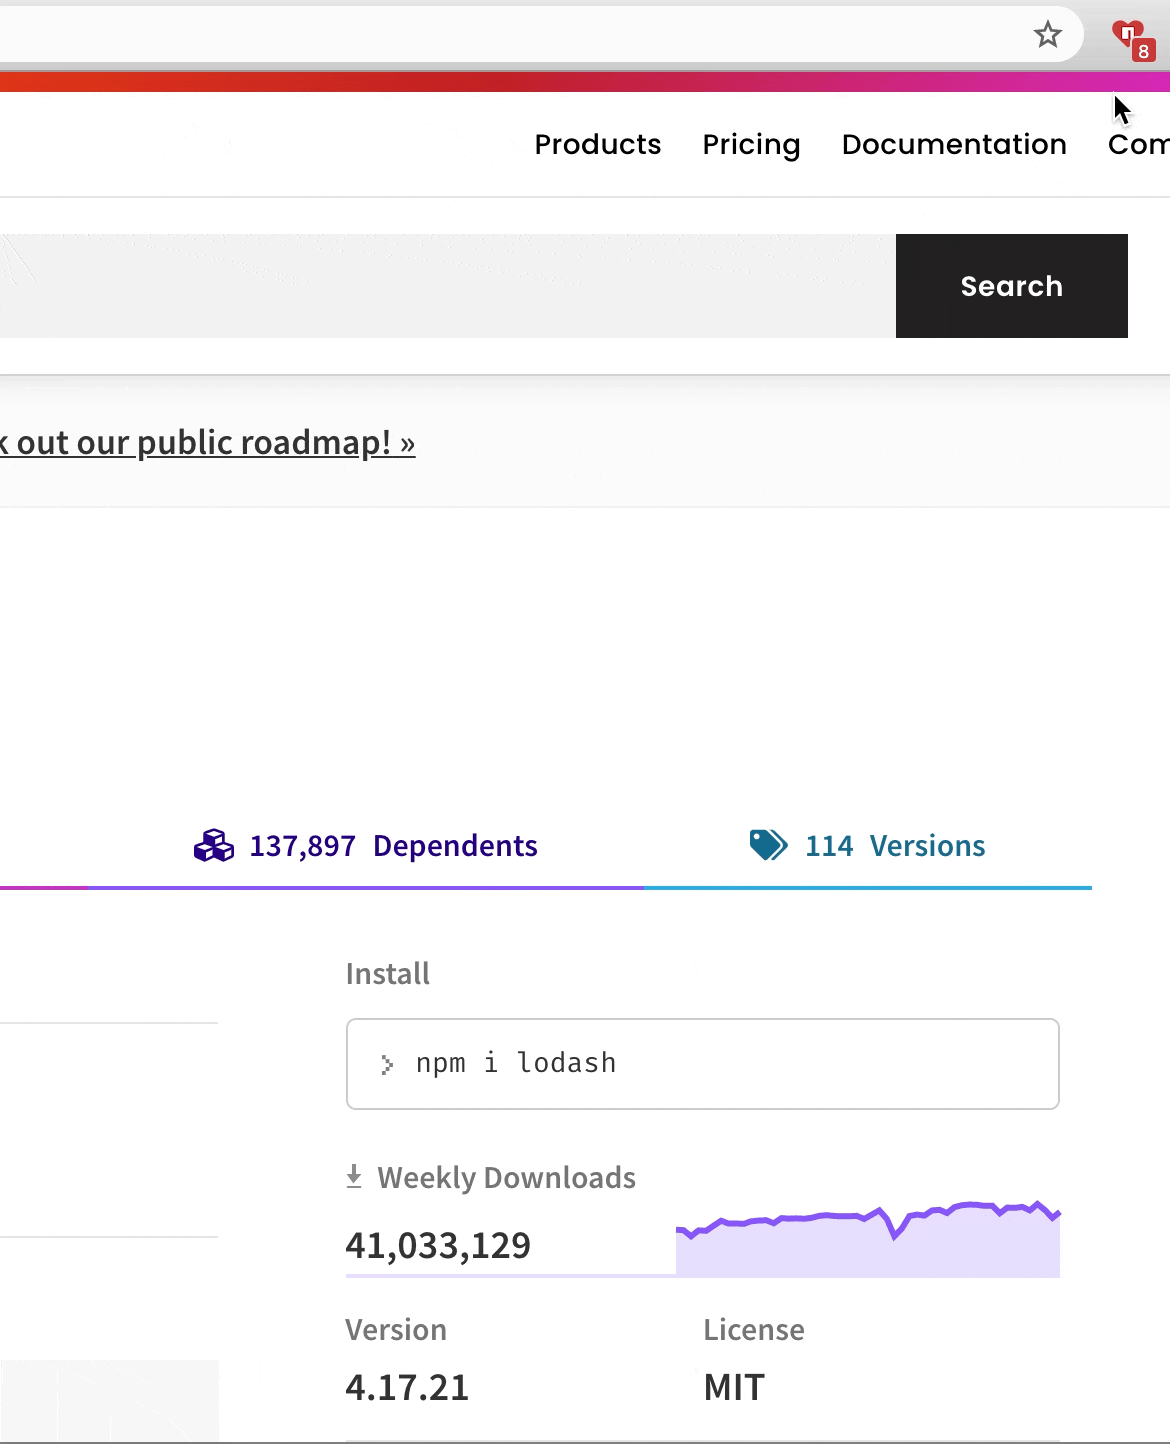 8
Products Pricing Documentation Com
Search
k out our public roadmap! »
137,897 Dependents 114 Versions
Install
npm i lodash
Weekly Downloads
41,033,129
Version License
4.17.21 MIT